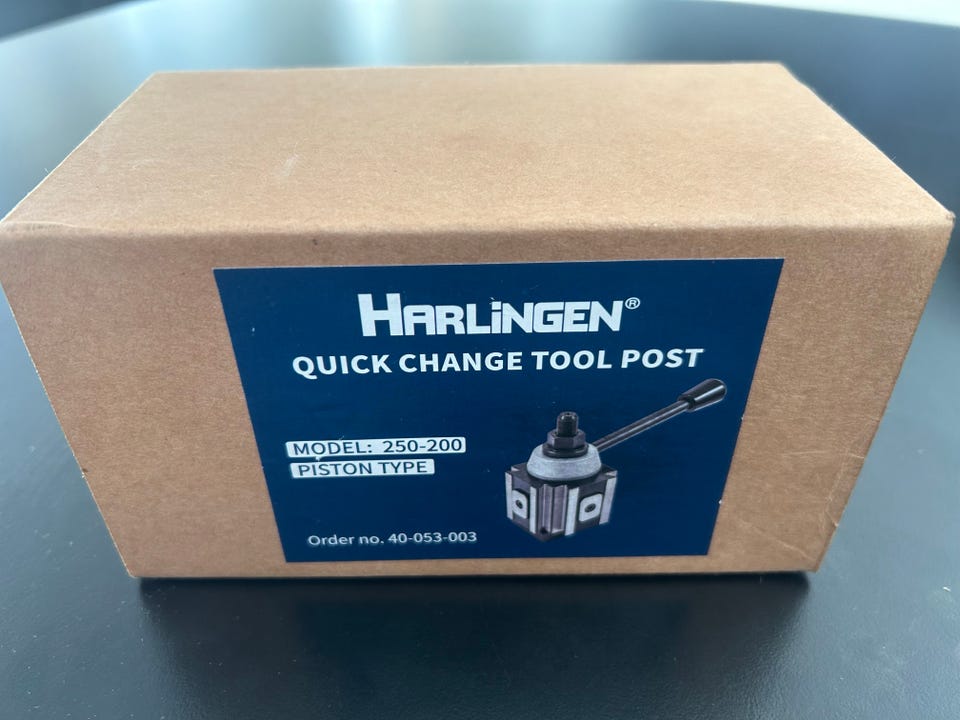 HARLiNGEN®
QUICK CHANGE TOOL POST
MODEL: 250-200
PISTON TYPE
Order no. 40-053-003